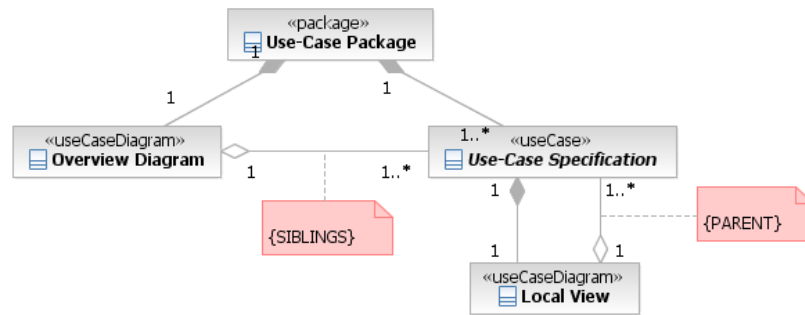 «package»
Use-Case Package
1
1
1
«useCaseDiagram»
Overview Diagram
1
1..*
1..*
«useCase»
Use-Case Specification
1
1..*
{SIBLINGS}
{PARENT}
1
1
«useCaseDiagram»
Local View